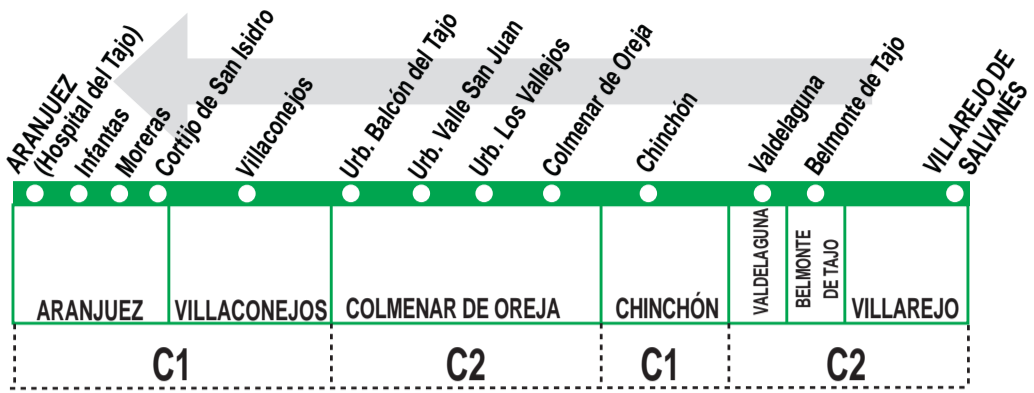 ARANJUEZ
(Hospital del Tajo)
Infantas
Moreras
Cortijo de San Isidro
Villaconejos
Urb. Balcón del Tajo
Urb. Valle San Juan
Urb. Los Vallejos
Colmenar de Oreja
Chinchón
Valdelaguna
Belmonte de Tajo
VILLAREJO DE
SALVANÉS
ARANJUEZ
VILLACONEJOS
COLMENAR DE OREJA
CHINCHÓN
VALDELAGUNA
BELMONTE
DE TAJO
VILLAREJO
C1
C2
C1
C2